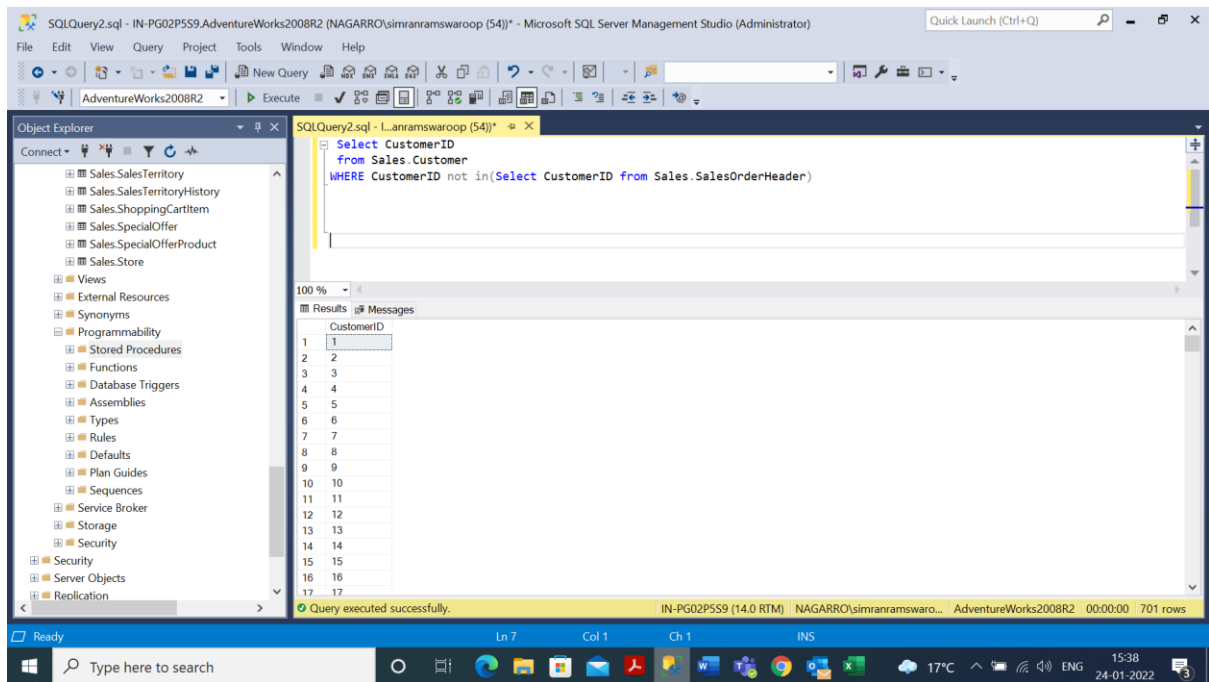 SQLQuery2.sql - IN-PG02P5S9.AdventureWorks2008R2 (NAGARRO\simranramswaroop (54))* - Microsoft SQL Server Management Studio (Administrator)
Quick Launch (Ctrl+Q)
File Edit View Query Project Tools Window Help
New Query
AdventureWorks2008R2
Execute
Object Explorer
SQLQuery2.sql - I...anramswaroop (54))*
Connect
Select CustomerID
from Sales.Customer
WHERE CustomerID not in(Select CustomerID from Sales.SalesOrderHeader)
Sales.SalesTerritory
Sales.SalesTerritoryHistory
Sales.ShoppingCartItem
Sales.SpecialOffer
Sales.SpecialOfferProduct
Sales.Store
Views
External Resources
Synonyms
Programmability
Stored Procedures
Functions
Database Triggers
Assemblies
Types
Rules
Defaults
Plan Guides
Sequences
Service Broker
Storage
Security
Security
Server Objects
Replication
100 %
Results Messages
CustomerID
1 1
2 2
3 3
4 4
5 5
6 6
7 7
8 8
9 9
10 10
11 11
12 12
13 13
14 14
15 15
16 16
17 17
Query executed successfully.
IN-PG02P5S9 (14.0 RTM) NAGARRO\simranramswaro... AdventureWorks2008R2 00:00:00 701 rows
Ready
Ln 7 Col 1 Ch 1 INS
Type here to search
17°C ENG
15:38
24-01-2022
3